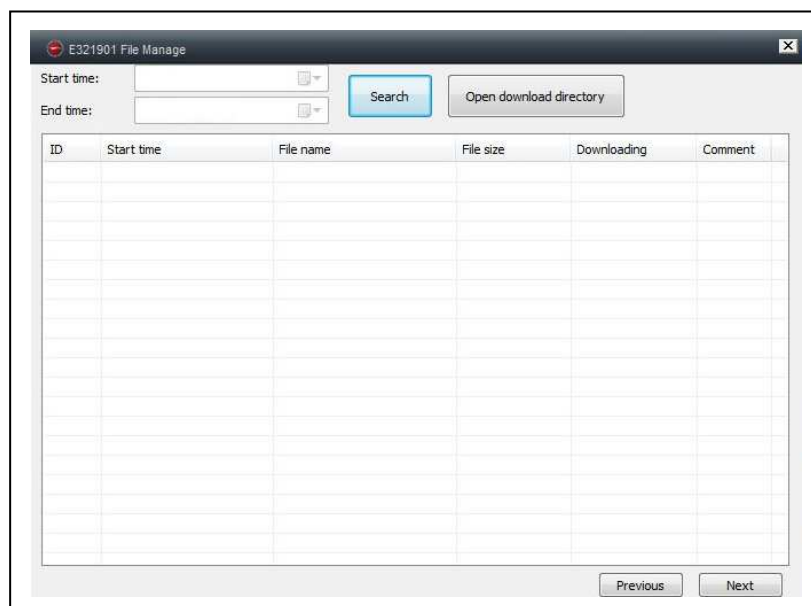 E321901 File Manage
Start time:
End time:
Search
Open download directory
ID Start time File name File size Downloading Comment
Previous Next